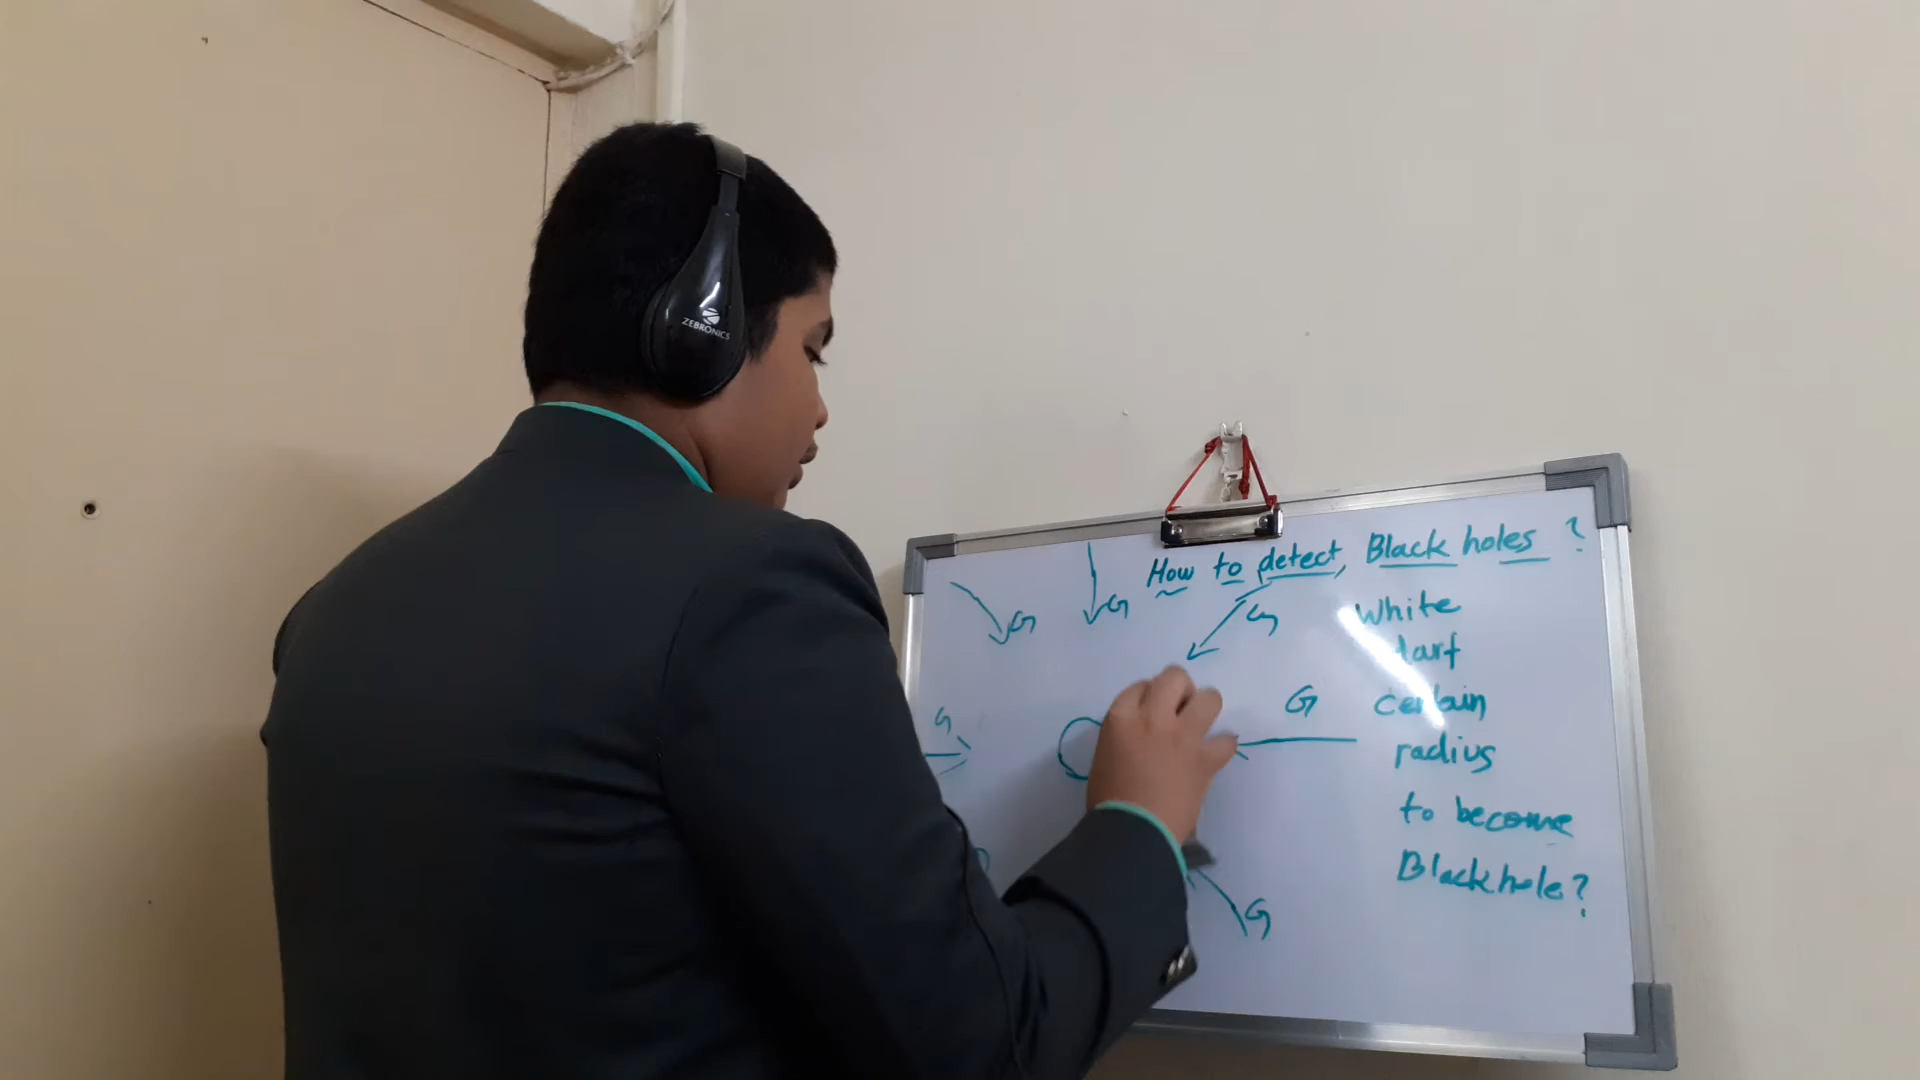 ZEBRONICS
How to detect, Black holes ?
G
G
G
White
G
certain
G
radius
to become
Blackhole?
G